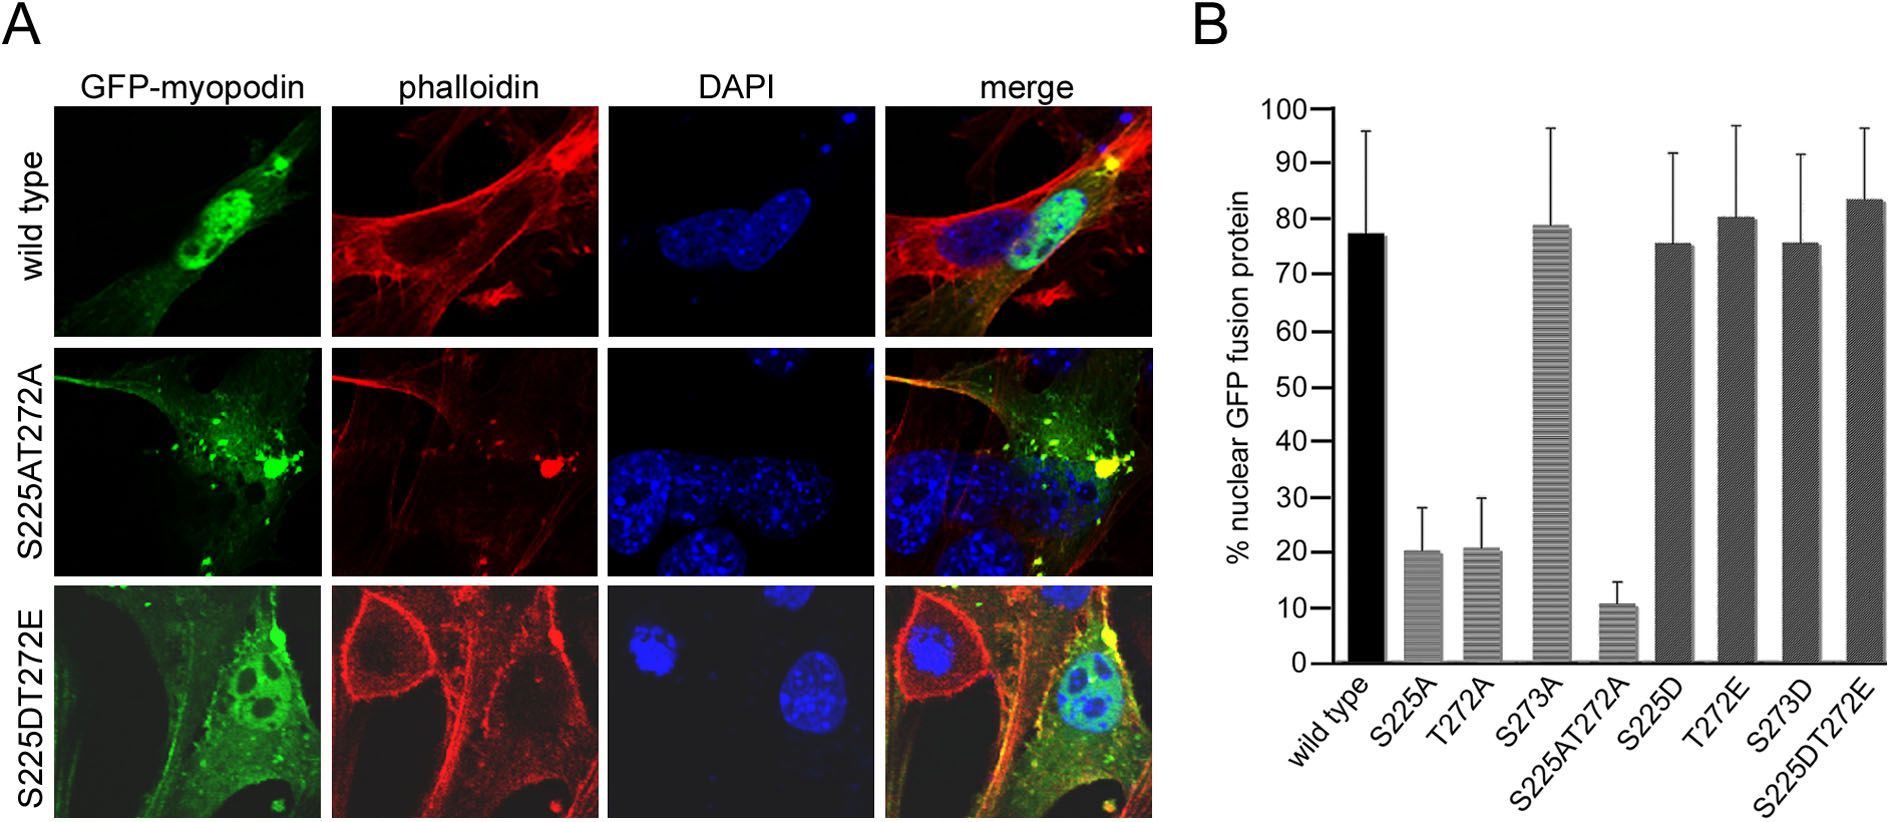 A
B
GFP-myopodin phalloidin DAPI merge
wild type
S225AT272A
S225DT272E
% nuclear GFP fusion protein
100
90
80
70
60
50
40
30
20
10
0
wild type
S225A
T272A
S273A
S225AT272A
S225D
T272E
S273D
S225DT272E